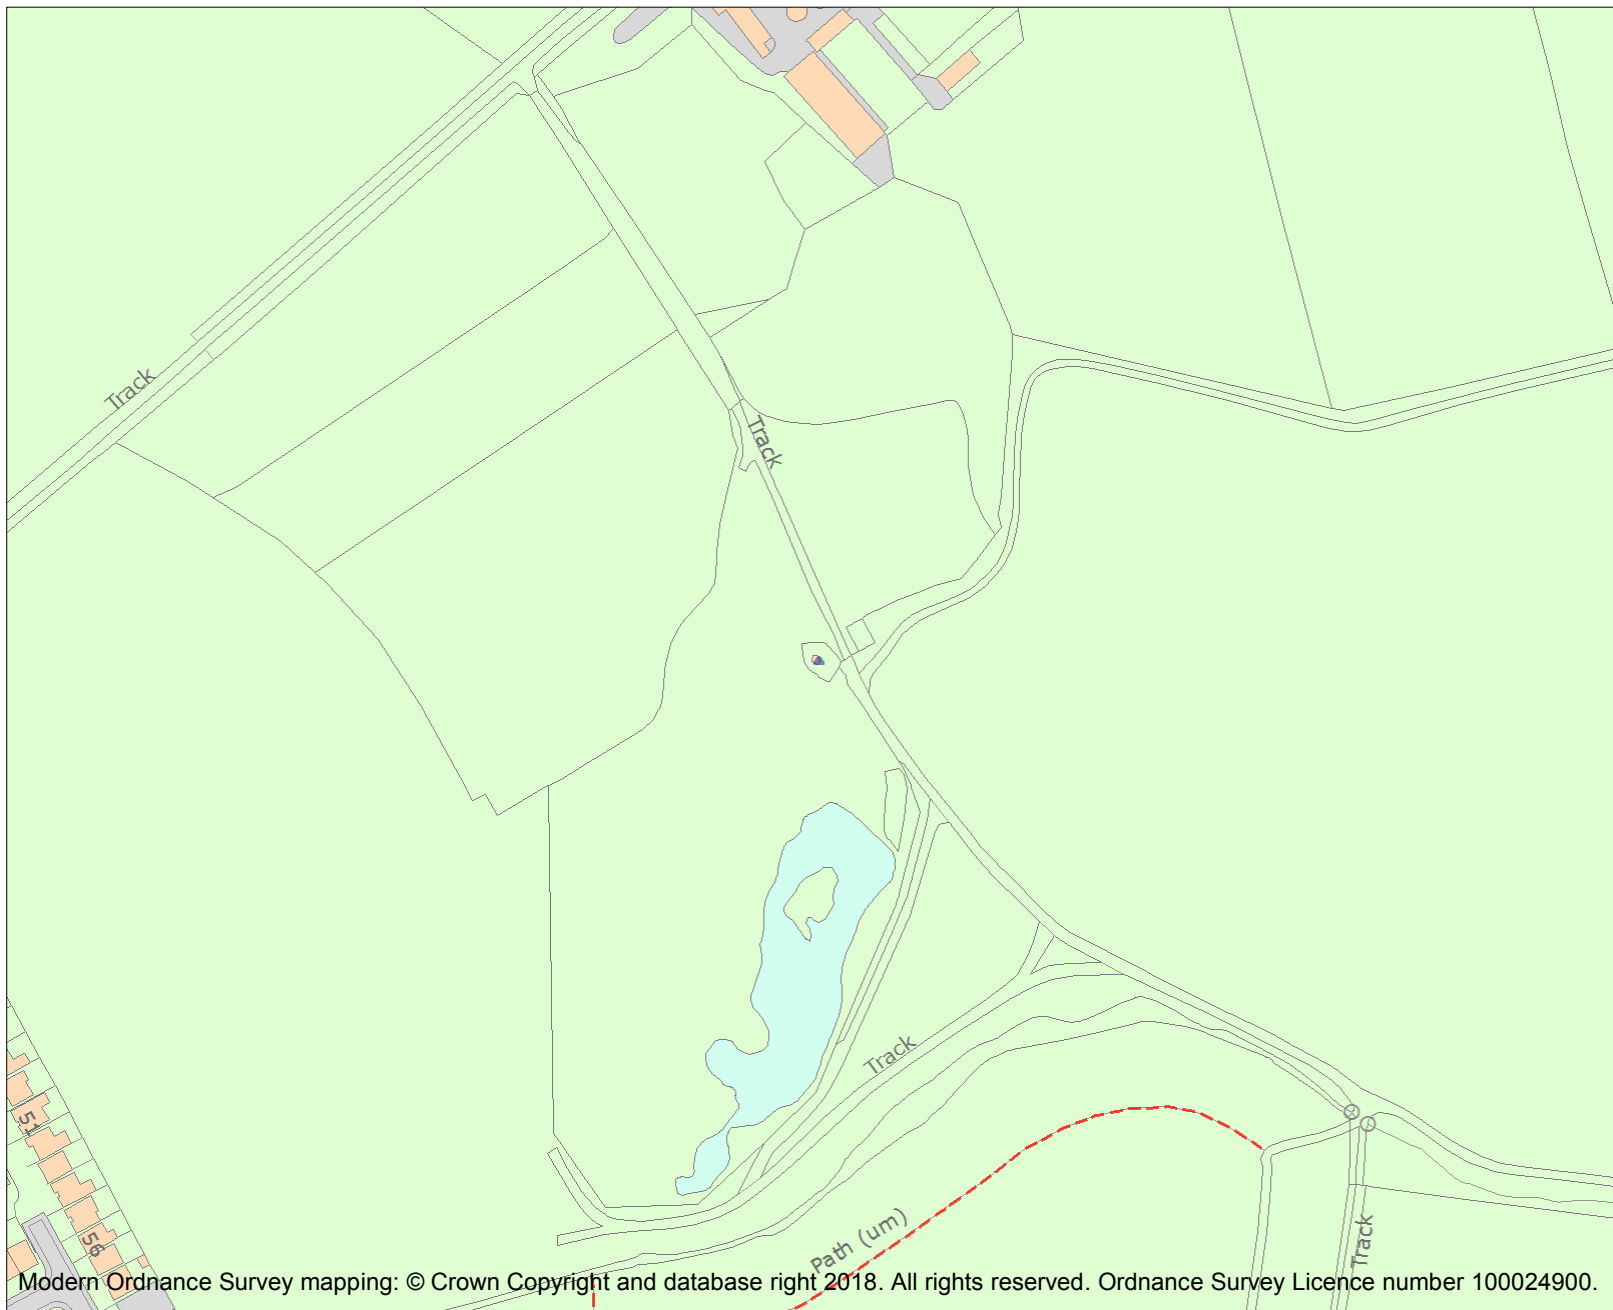 Track
Track
Track
51
56
Path (um)
Track
Modern Ordnance Survey mapping: © Crown Copyright and database right 2018. All rights reserved. Ordnance Survey Licence number 100024900.